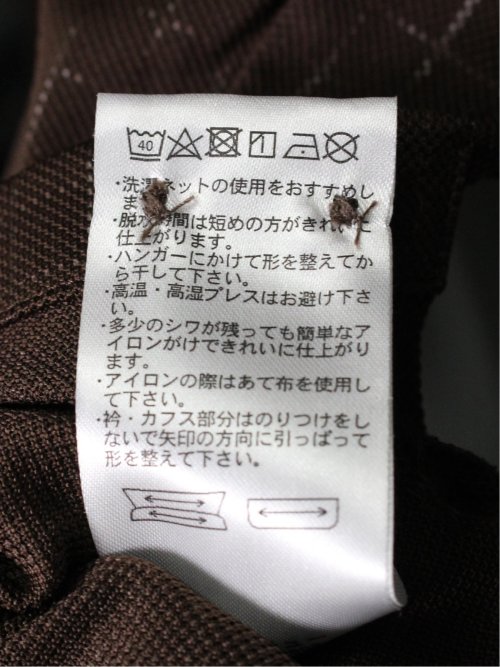 40
・洗濯ネットの使用をおすすめし
ま
・脱水時間は短めの方がきれいに
仕上がります。
・ハンガーにかけて形を整えてか
ら干して下さい。
・高温・高湿プレスはお避け下さ
い。
・多少のシワが残っても簡単なア
イロンがけできれいに仕上がり
ます。
・アイロンの際はあて布を使用し
て下さい。
・衿・カフス部分はのりつけをし
ないで矢印の方向に引っぱって
形を整えて下さい。